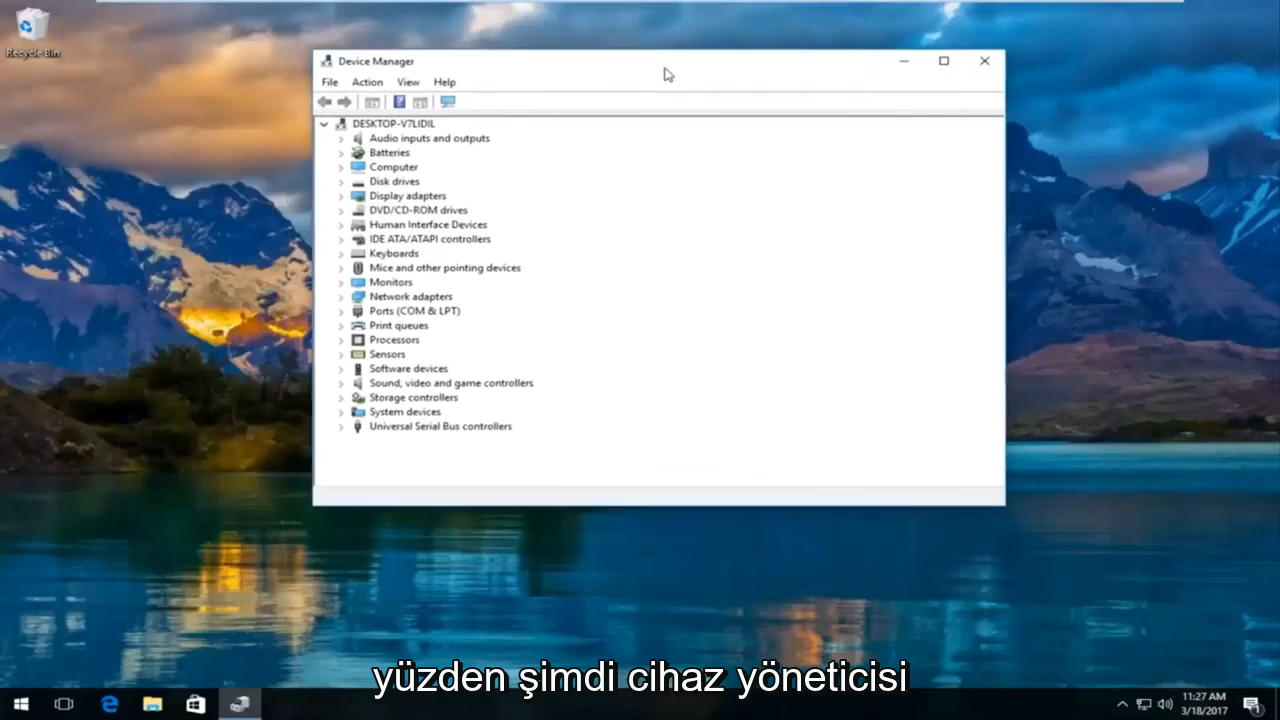 Recycle Bin
Device Manager
File Action View Help
DESKTOP-V7LIDIL
Audio inputs and outputs
Batteries
Computer
Disk drives
Display adapters
DVD/CD-ROM drives
Human Interface Devices
IDE ATA/ATAPI controllers
Keyboards
Mice and other pointing devices
Monitors
Network adapters
Ports (COM & LPT)
Print queues
Processors
Sensors
Software devices
Sound, video and game controllers
Storage controllers
System devices
Universal Serial Bus controllers
yüzden şimdi cihaz yöneticisi
11:27 AM
3/18/2017
1